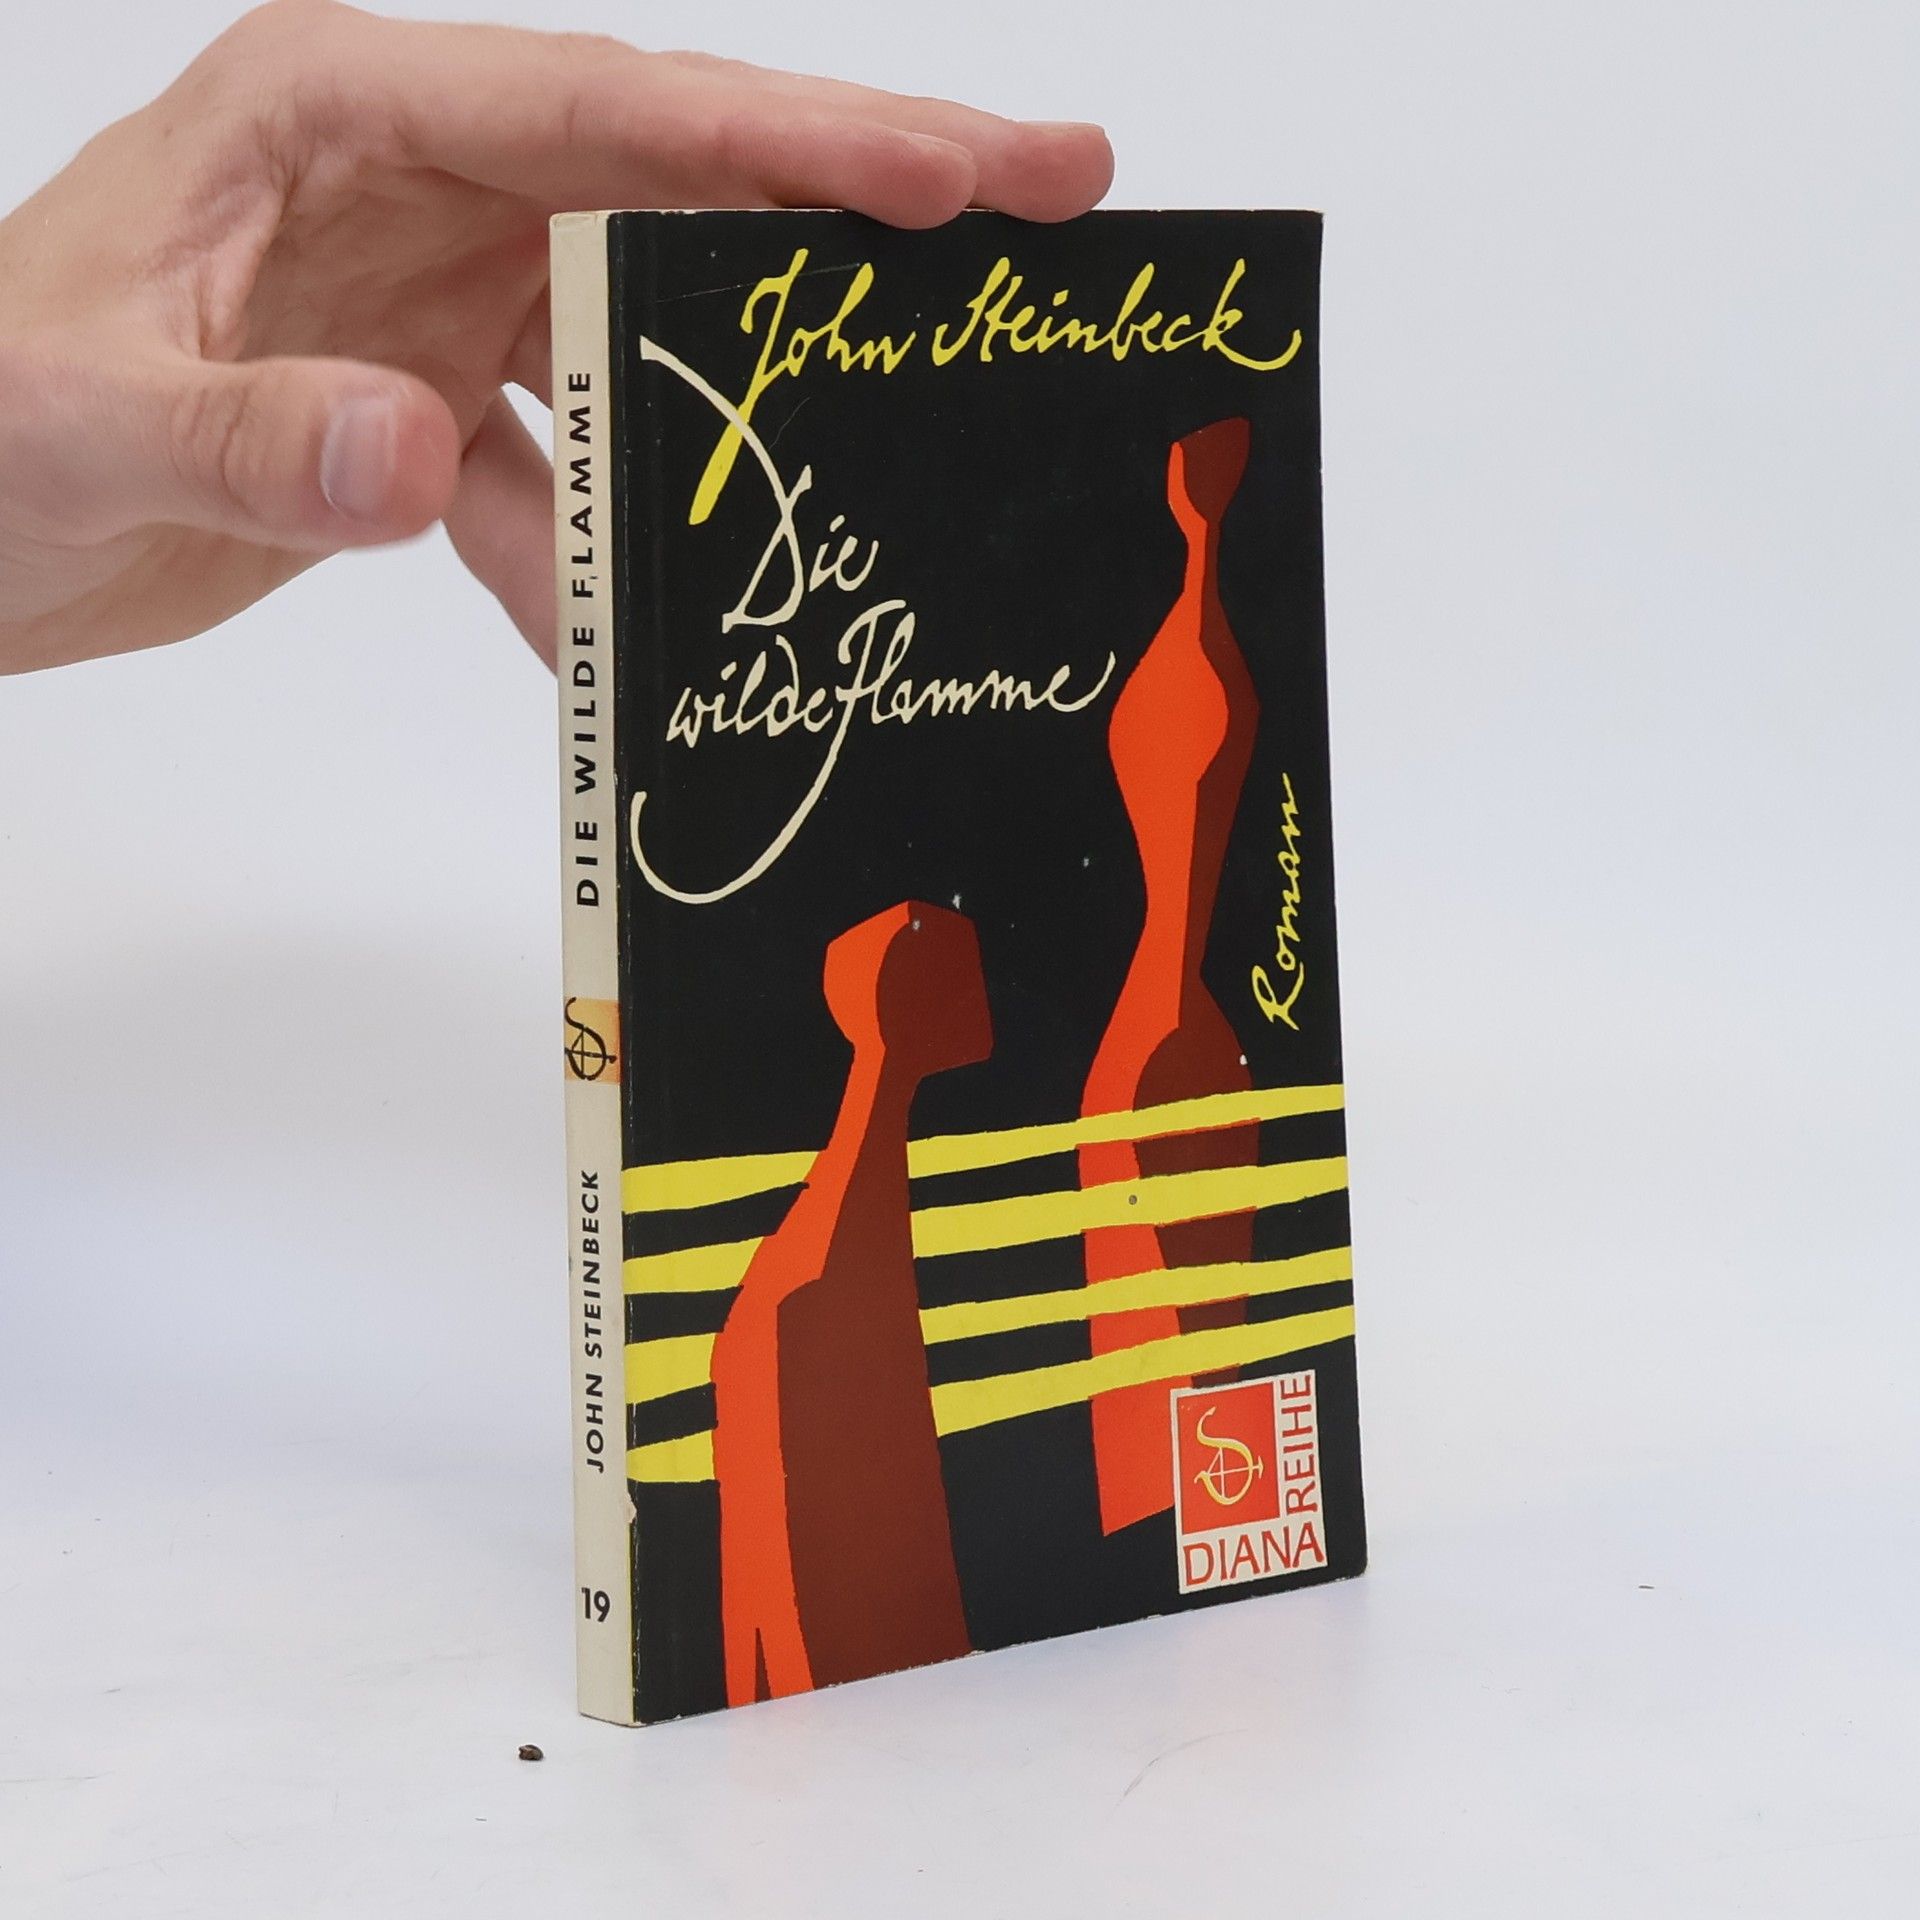 John Steinbeck
Die
wilde Flamme
Roman
DIANA
REIHE
DIE WILDE FLAMME
JOHN STEINBECK
19